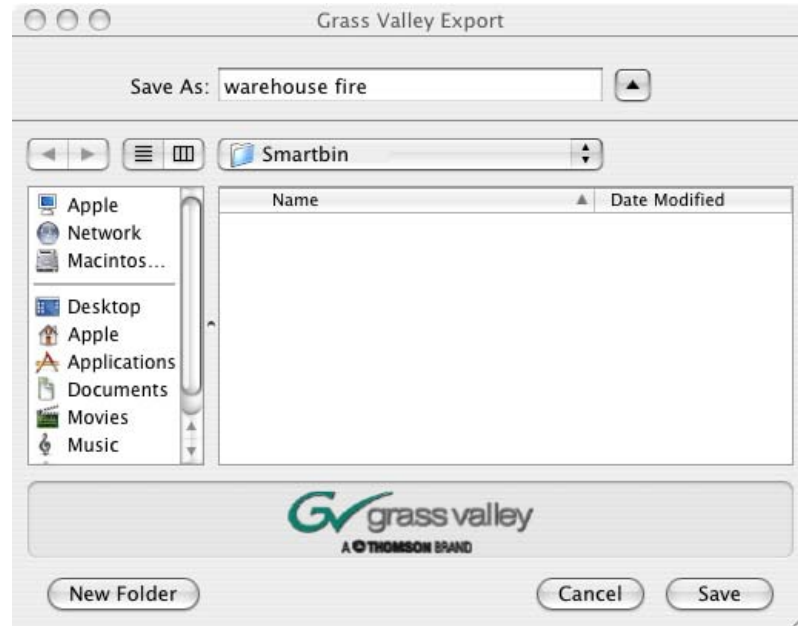 Grass Valley Export
Save As: warehouse fire
Smartbin
Name Date Modified
Apple
Network
Macintos...
Desktop
Apple
Applications
Documents
Movies
Music
GV grass valley
A THOMSON BRAND
New Folder Cancel Save